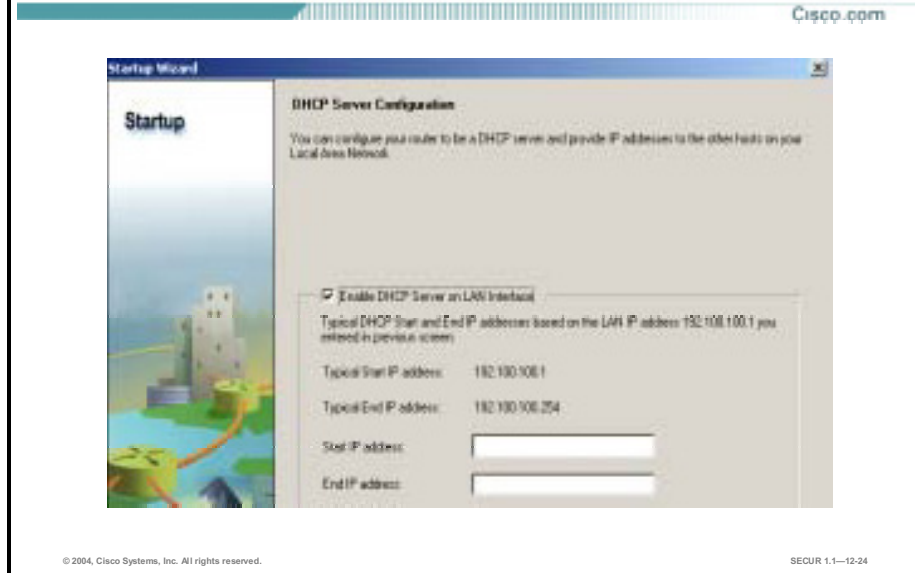 Cisco.com
Startup Wizard
Startup
DHCP Server Configuration
You can configure your router to be a DHCP server and provide IP addresses to the other hosts on your
Local Area Network
Enable DHCP Server on LAN Interface
Typical DHCP Start and End IP addresses based on the LAN IP address 192.100.100.1 you
entered in previous screen
Typical Start IP address: 192.100.100.1
Typical End IP address: 192.100.100.254
Start IP address:
End IP address:
© 2004, Cisco Systems, Inc. All rights reserved.
SECUR 1.1—12-24